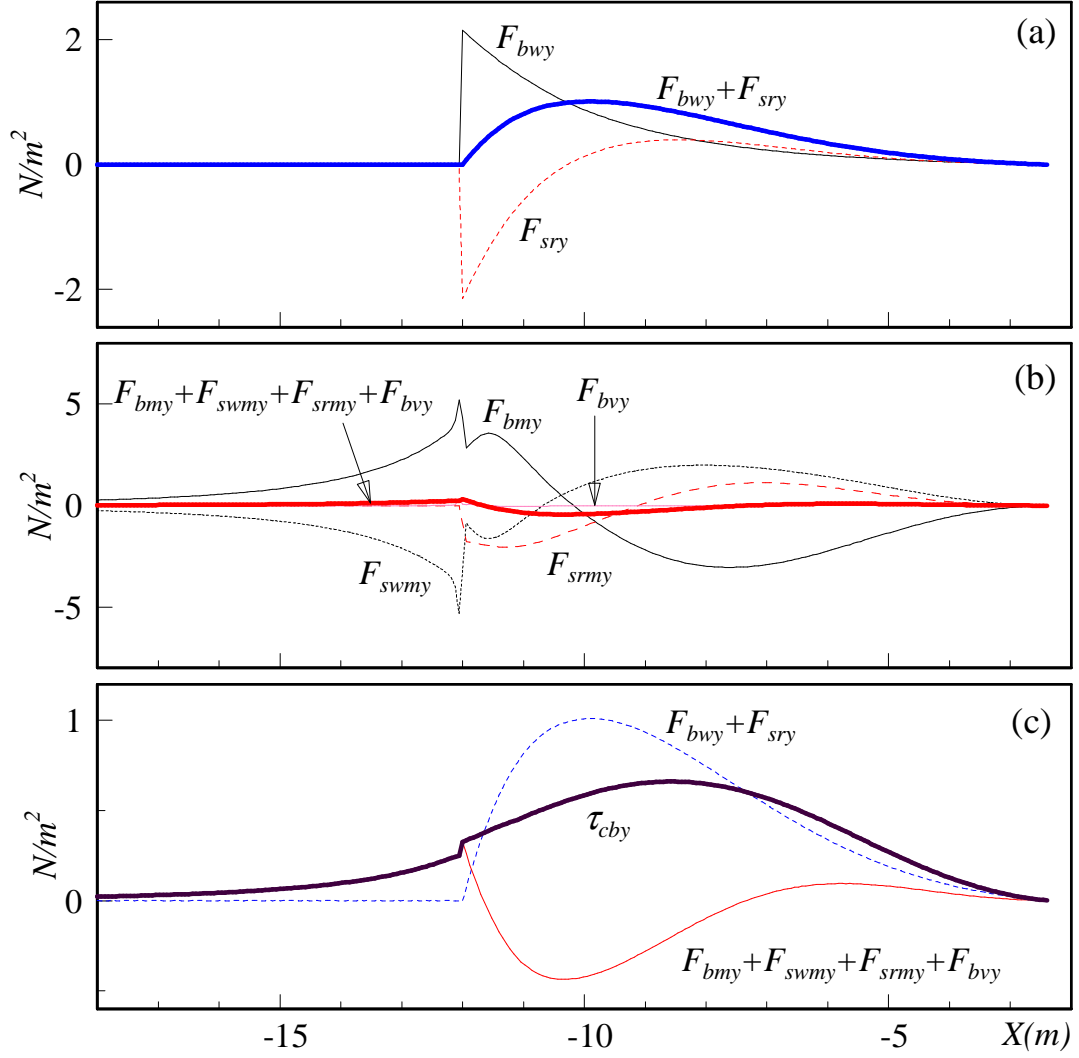 (a)
2
0
-2
N/m²
F_bwy
F_bwy+F_sry
F_sry
(b)
5
0
-5
N/m²
F_bmy+F_swmy+F_srmy+F_bvy
F_bmy
F_bvy
F_swmy
F_srmy
(c)
1
0
N/m²
F_bwy+F_sry
τ_cby
F_bmy+F_swmy+F_srmy+F_bvy
-15
-10
-5
X(m)